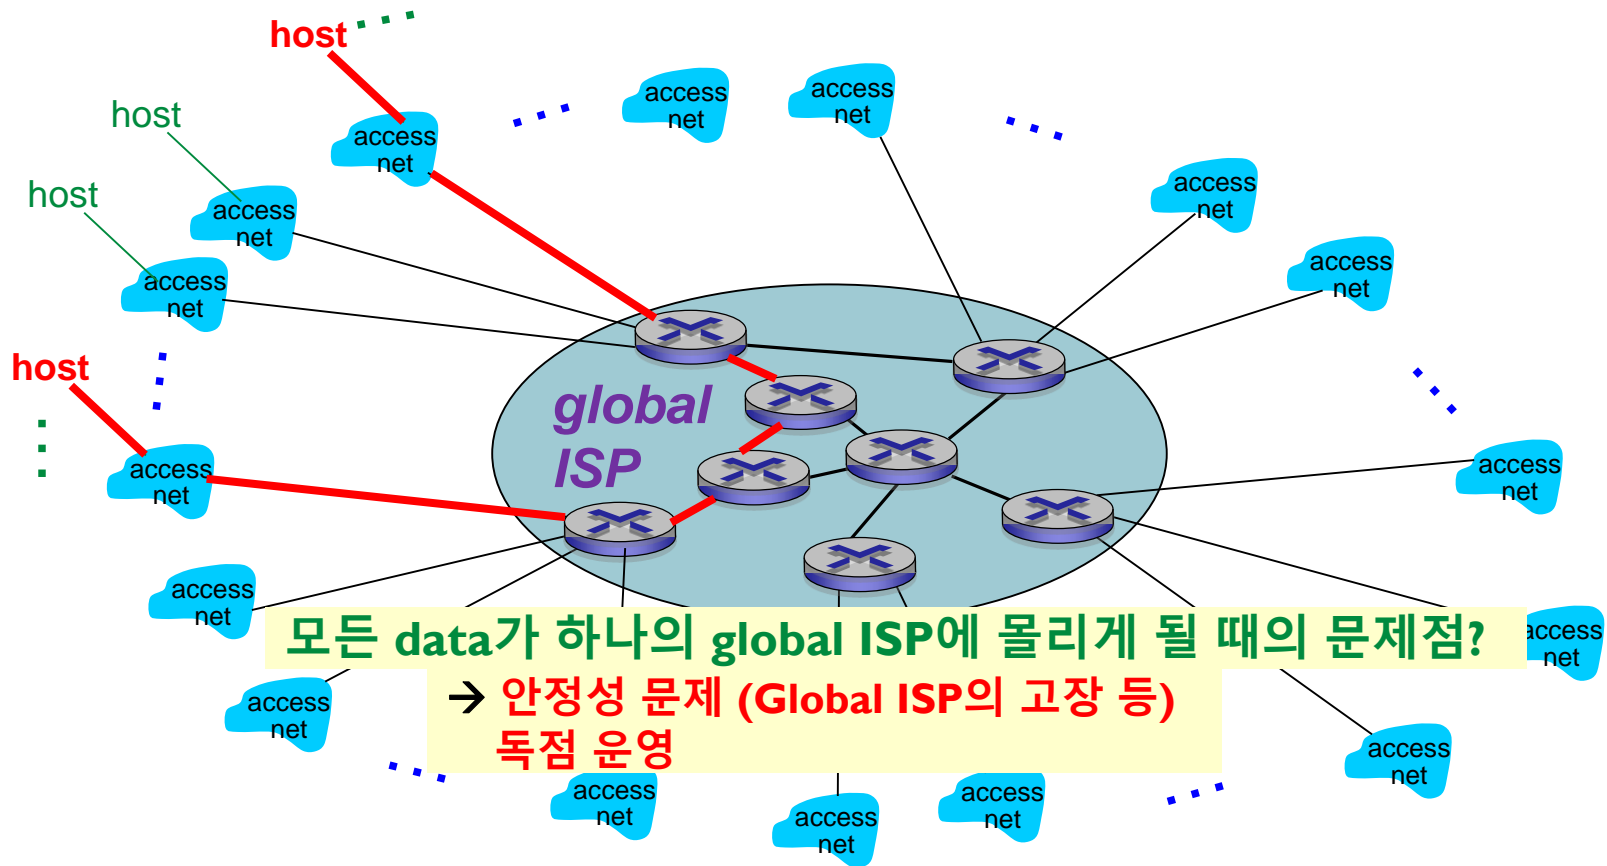 host
access
net
access
net
access
net
host
access
net
host
access
net
access
net
access
net
access
net
host
global
ISP
access
net
access
net
access
net
모든 data가 하나의 global ISP에 몰리게 될 때의 문제점?
access
net
→ 안정성 문제 (Global ISP의 고장 등)
독점 운영
access
net
access
net
access
net
access
net
access
net